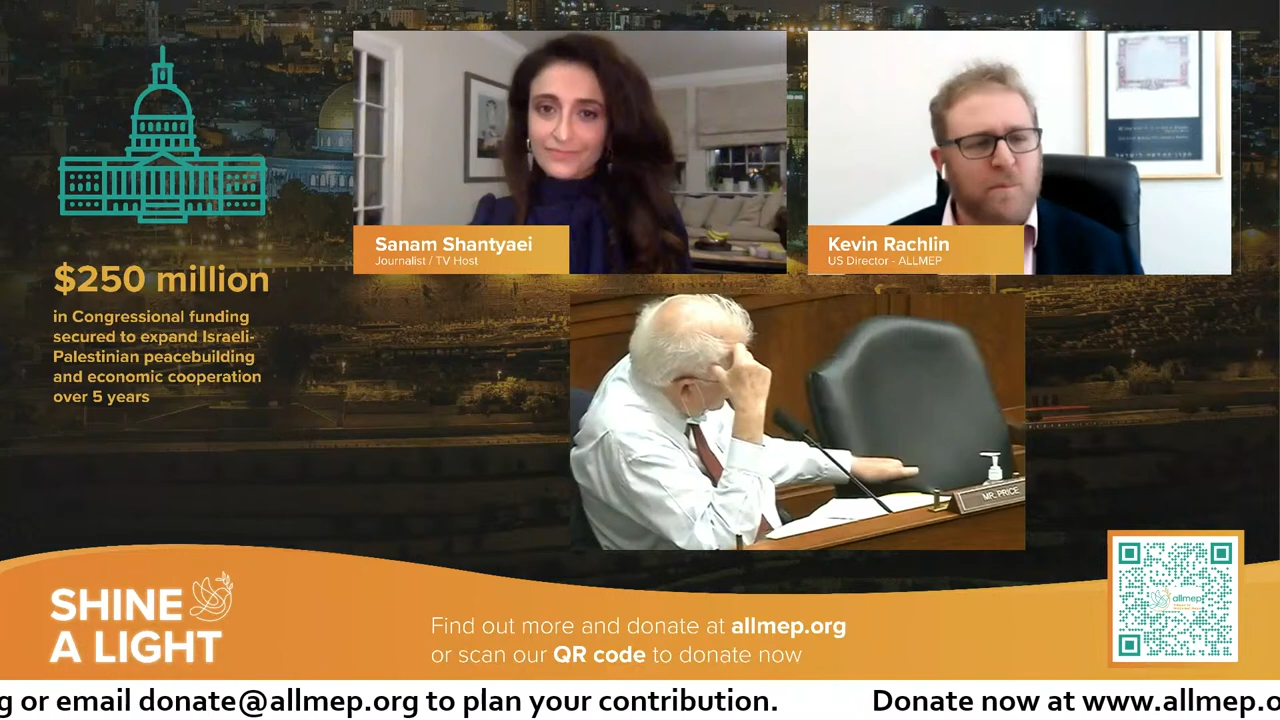 Sanam Shantyaei
Journalist / TV Host
Kevin Rachlin
US Director - ALLMEP
$250 million
in Congressional funding
secured to expand Israeli-
Palestinian peacebuilding
and economic cooperation
over 5 years
MR. PRICE
SHINE
A LIGHT
Find out more and donate at allmep.org
or scan our QR code to donate now
allmep
g or email donate@allmep.org to plan your contribution. Donate now at www.allmep.o